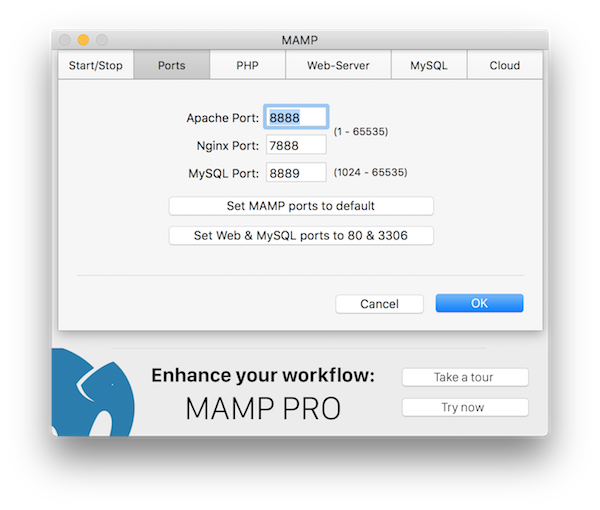 MAMP
Start/Stop Ports PHP Web-Server MySQL Cloud
Apache Port: 8888
(1 - 65535)
Nginx Port: 7888
MySQL Port: 8889 (1024 - 65535)
Set MAMP ports to default
Set Web & MySQL ports to 80 & 3306
Cancel OK
Enhance your workflow:
MAMP PRO
Take a tour
Try now